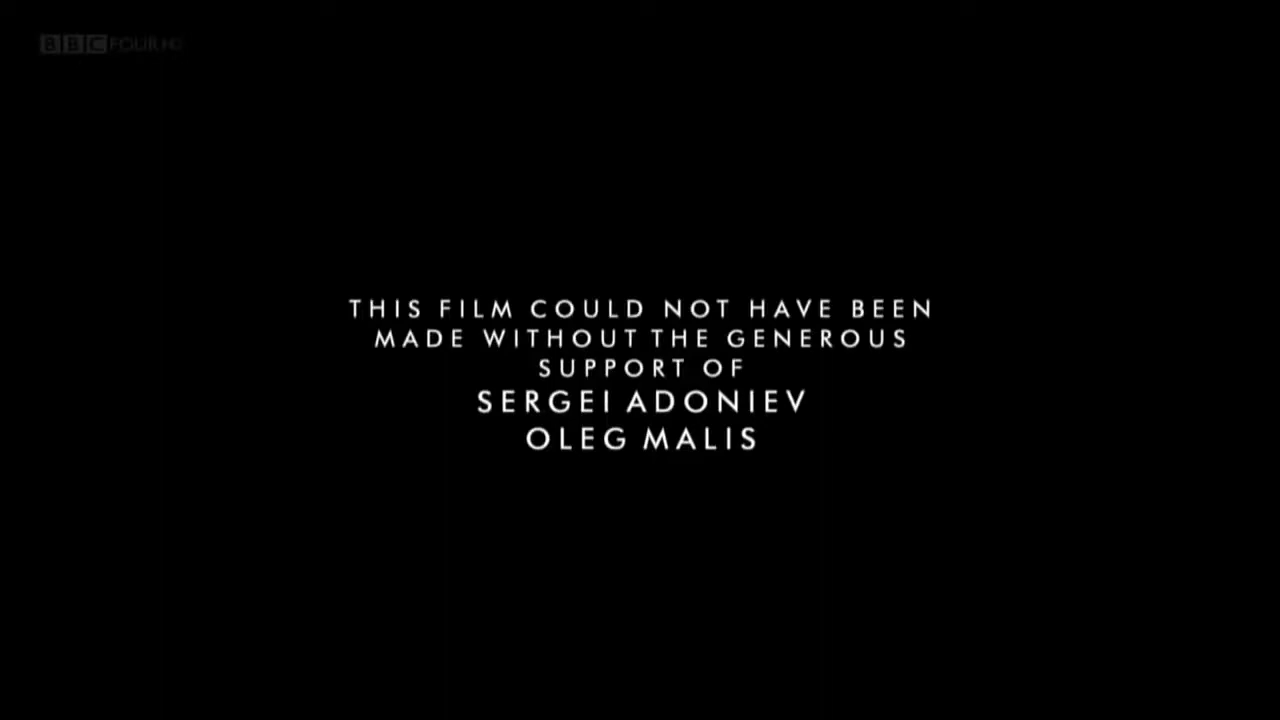 BBC FOUR HD
THIS FILM COULD NOT HAVE BEEN
MADE WITHOUT THE GENEROUS
SUPPORT OF
SERGEI ADONIEV
OLEG MALIS